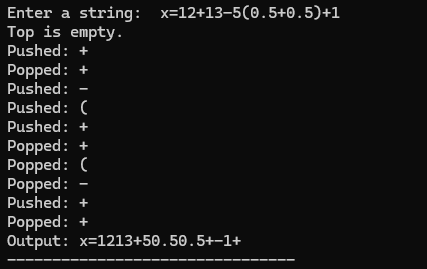 Enter a string:  x=12+13-5(0.5+0.5)+1
Top is empty.
Pushed: +
Popped: +
Pushed: -
Pushed: (
Pushed: +
Popped: +
Popped: (
Popped: -
Pushed: +
Popped: +
Output: x=1213+50.50.5+-1+
--------------------------------